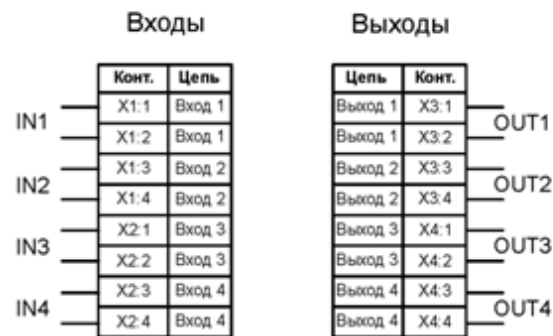 Входы Выходы
Конт. Цепь Цепь Конт.
X1:1 Вход 1 Выход 1 X3:1
IN1 OUT1
X1:2 Вход 1 Выход 1 X3:2
X1:3 Вход 2 Выход 2 X3:3
IN2 OUT2
X1:4 Вход 2 Выход 2 X3:4
X2:1 Вход 3 Выход 3 X4:1
IN3 OUT3
X2:2 Вход 3 Выход 3 X4:2
X2:3 Вход 4 Выход 4 X4:3
IN4 OUT4
X2:4 Вход 4 Выход 4 X4:4